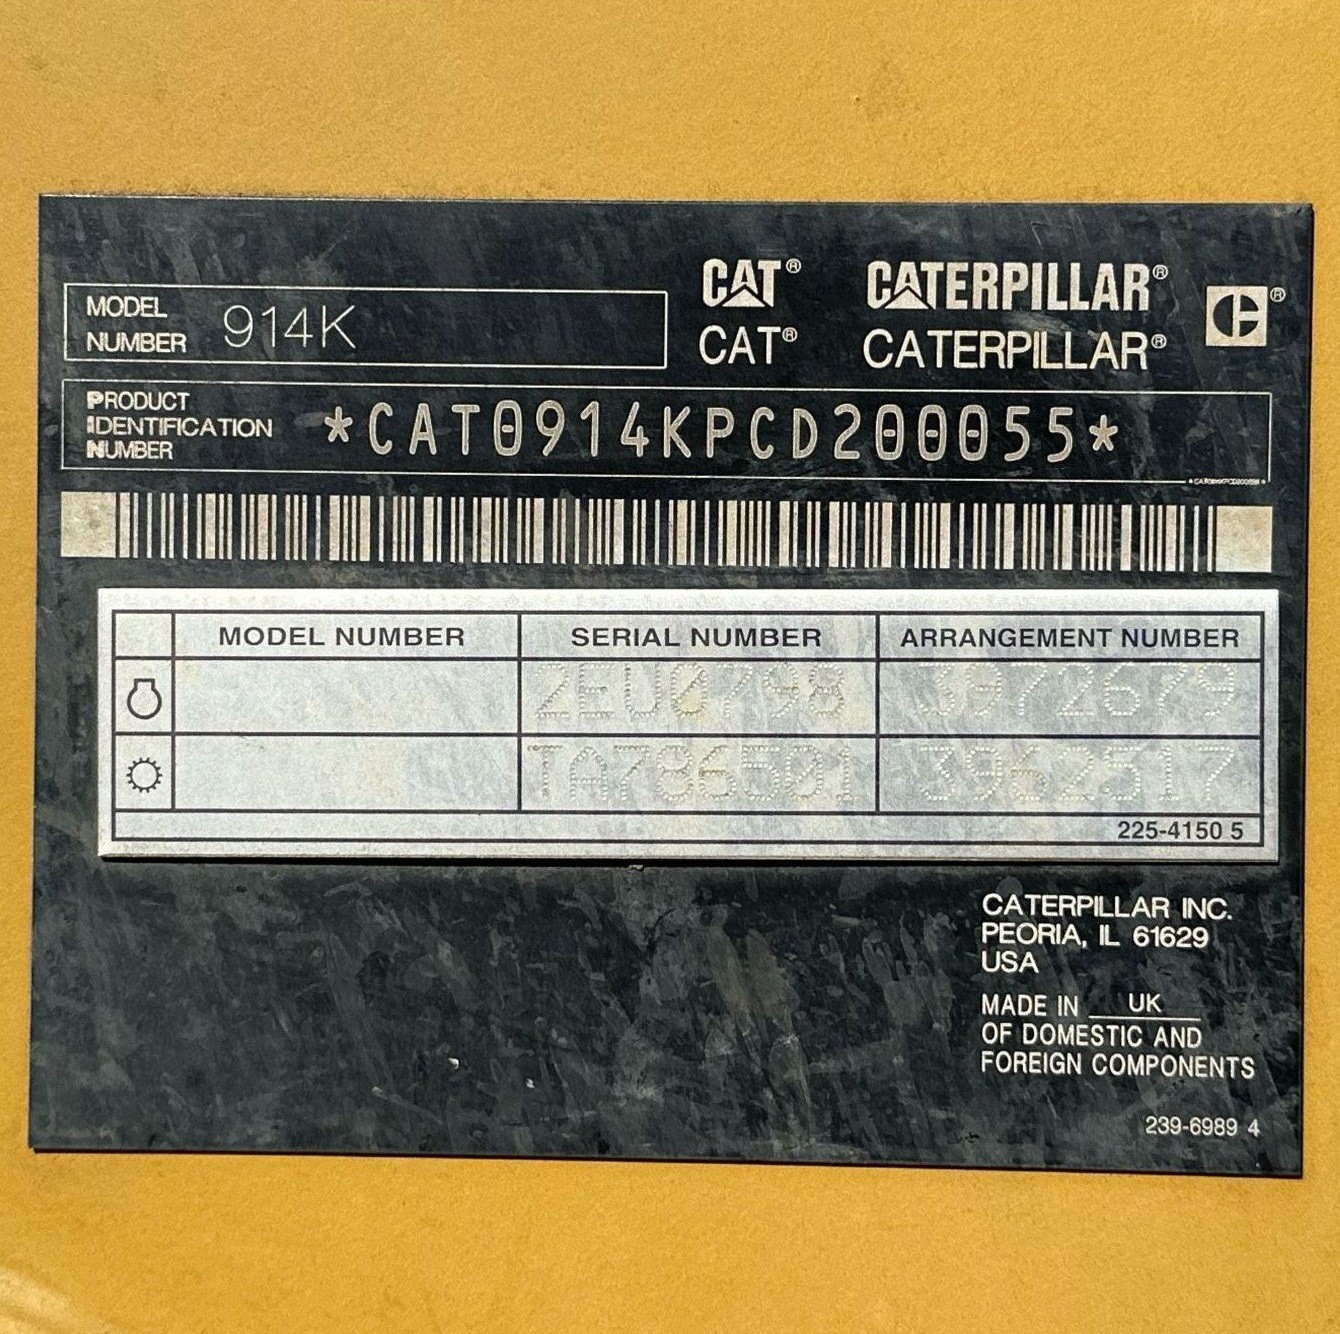 CAT® CATERPILLAR®
CAT® CATERPILLAR®
MODEL
NUMBER 914K
PRODUCT
IDENTIFICATION
NUMBER
*CAT0914KPCD200055*
MODEL NUMBER SERIAL NUMBER ARRANGEMENT NUMBER
2EU0798 3972679
TA786501 3962517
225-4150 5
CATERPILLAR INC.
PEORIA, IL 61629
USA
MADE IN UK
OF DOMESTIC AND
FOREIGN COMPONENTS
239-6989 4